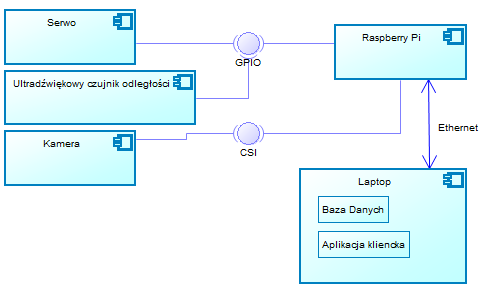 Serwo
Raspberry Pi
GPIO
Ultradźwiękowy czujnik odległości
Ethernet
Kamera
CSI
Laptop
Baza Danych
Aplikacja kliencka